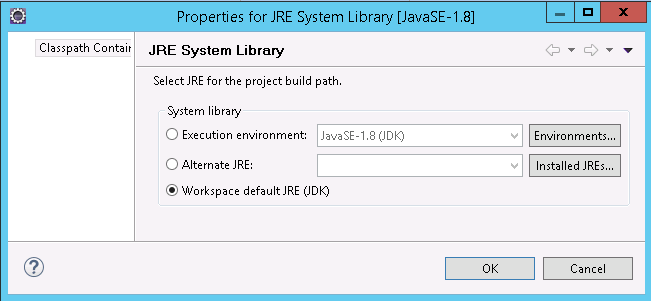 Properties for JRE System Library [JavaSE-1.8]
Classpath Contain
JRE System Library
Select JRE for the project build path.
System library
Execution environment: JavaSE-1.8 (JDK) Environments...
Alternate JRE: Installed JREs...
Workspace default JRE (JDK)
OK Cancel